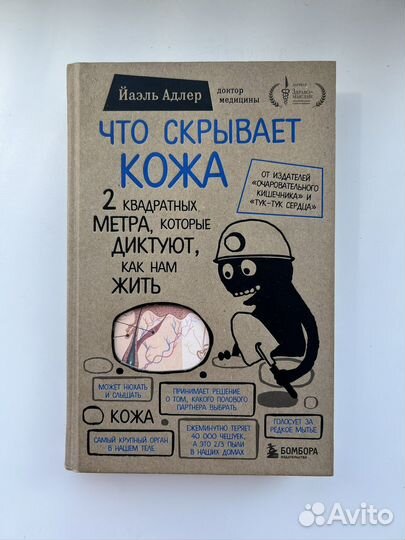 Йаэль Адлер
доктор
медицины
ЧТО СКРЫВАЕТ
КОЖА
2 КВАДРАТНЫХ
МЕТРА, КОТОРЫЕ
ДИКТУЮТ,
КАК НАМ
ЖИТЬ
ОТ ИЗДАТЕЛЕЙ
«ОЧАРОВАТЕЛЬНОГО
КИШЕЧНИКА» И
«ТУК-ТУК СЕРДЦА»
МОЖЕТ НЮХАТЬ
И СЛЫШАТЬ
ПРИНИМАЕТ РЕШЕНИЕ
О ТОМ, КАКОГО ПОЛОВОГО
ПАРТНЕРА ВЫБРАТЬ
КОЖА
ГОЛОСУЕТ ЗА
РЕДКОЕ МЫТЬЕ
САМЫЙ КРУПНЫЙ ОРГАН
В НАШЕМ ТЕЛЕ
ЕЖЕМИНУТНО ТЕРЯЕТ
40 000 ЧЕШУЕК,
А ЭТО 2/3 ПЫЛИ
В НАШИХ ДОМАХ
БОМБОРА
ИЗДАТЕЛЬСТВО
Avito